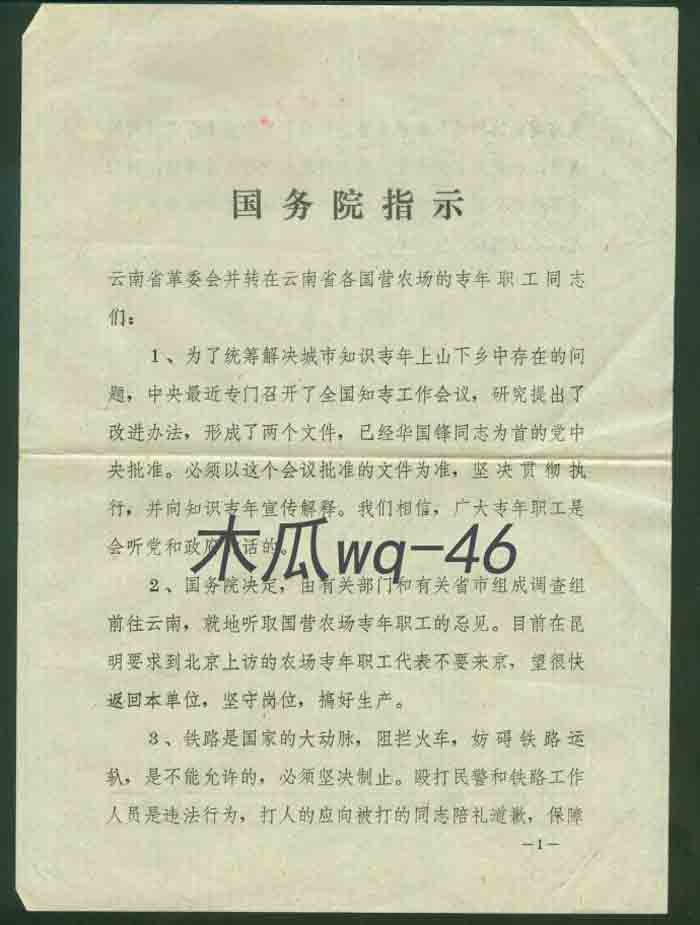 国务院指示
云南省革委会并转在云南省各国营农场的青年职工同志
们：
1、为了统筹解决城市知识青年上山下乡中存在的问
题，中央最近专门召开了全国知青工作会议，研究提出了
改进办法，形成了两个文件，已经华国锋同志为首的党中
央批准。必须以这个会议批准的文件为准，坚决贯彻执
行，并向知识青年宣传解释。我们相信，广大青年职工是
会听党和政府话的。
木瓜wq-46
2、国务院决定，由有关部门和有关省市组成调查组
前往云南，就地听取国营农场青年职工的意见。目前在昆
明要求到北京上访的农场青年职工代表不要来京，望很快
返回本单位，坚守岗位，搞好生产。
3、铁路是国家的大动脉，阻拦火车，妨碍铁路运
输，是不能允许的，必须坚决制止。殴打民警和铁路工作
人员是违法行为，打人的应向被打的同志陪礼道歉，保障
—1—